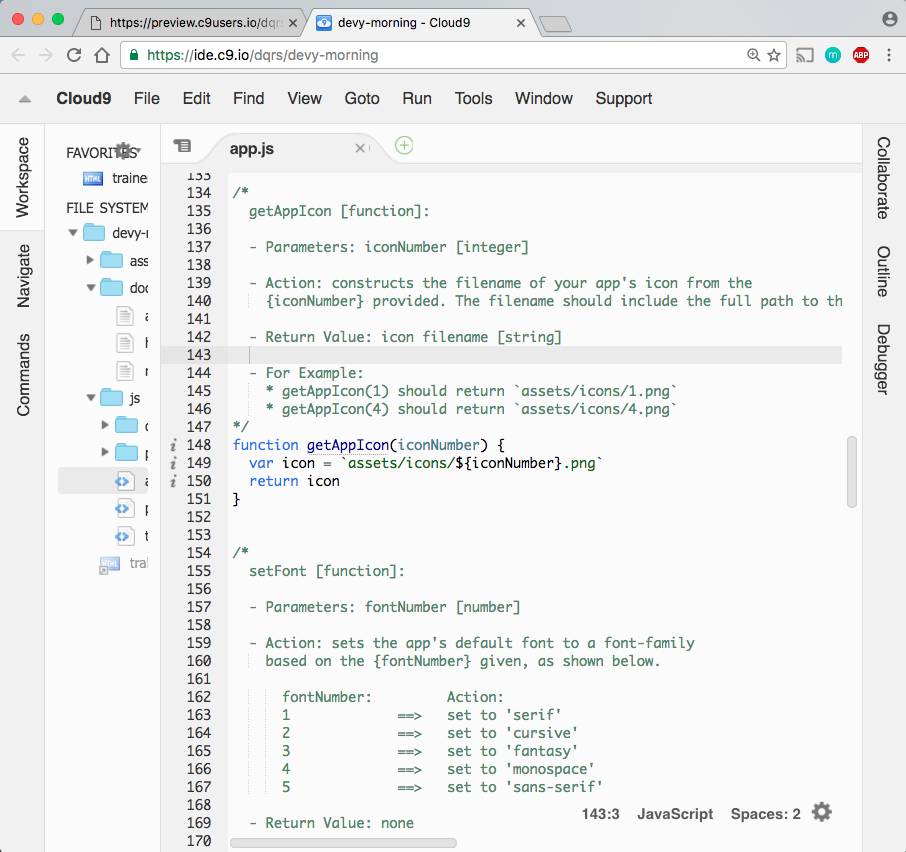 https://preview.c9users.io/dqrs
devy-morning - Cloud9
https://ide.c9.io/dqrs/devy-morning
m
ABP
Cloud9 File Edit Find View Goto Run Tools Window Support
Workspace
Navigate
Commands
FAVORITES
HTML traine
FILE SYSTEM
devy-r
ass
doc
js
HTML trai
app.js
Collaborate
Outline
Debugger
133
134 /*
135 getAppIcon [function]:
136
137 - Parameters: iconNumber [integer]
138
139 - Action: constructs the filename of your app's icon from the
140 {iconNumber} provided. The filename should include the full path to th
141
142 - Return Value: icon filename [string]
143
144 - For Example:
145 * getAppIcon(1) should return `assets/icons/1.png`
146 * getAppIcon(4) should return `assets/icons/4.png`
147 */
i 148 function getAppIcon(iconNumber) {
i 149 var icon = `assets/icons/${iconNumber}.png`
i 150 return icon
151 }
152
153
154 /*
155 setFont [function]:
156
157 - Parameters: fontNumber [number]
158
159 - Action: sets the app's default font to a font-family
160 based on the {fontNumber} given, as shown below.
161
162 fontNumber: Action:
163 1 ==> set to 'serif'
164 2 ==> set to 'cursive'
165 3 ==> set to 'fantasy'
166 4 ==> set to 'monospace'
167 5 ==> set to 'sans-serif'
168
169 - Return Value: none
170
143:3 JavaScript Spaces: 2